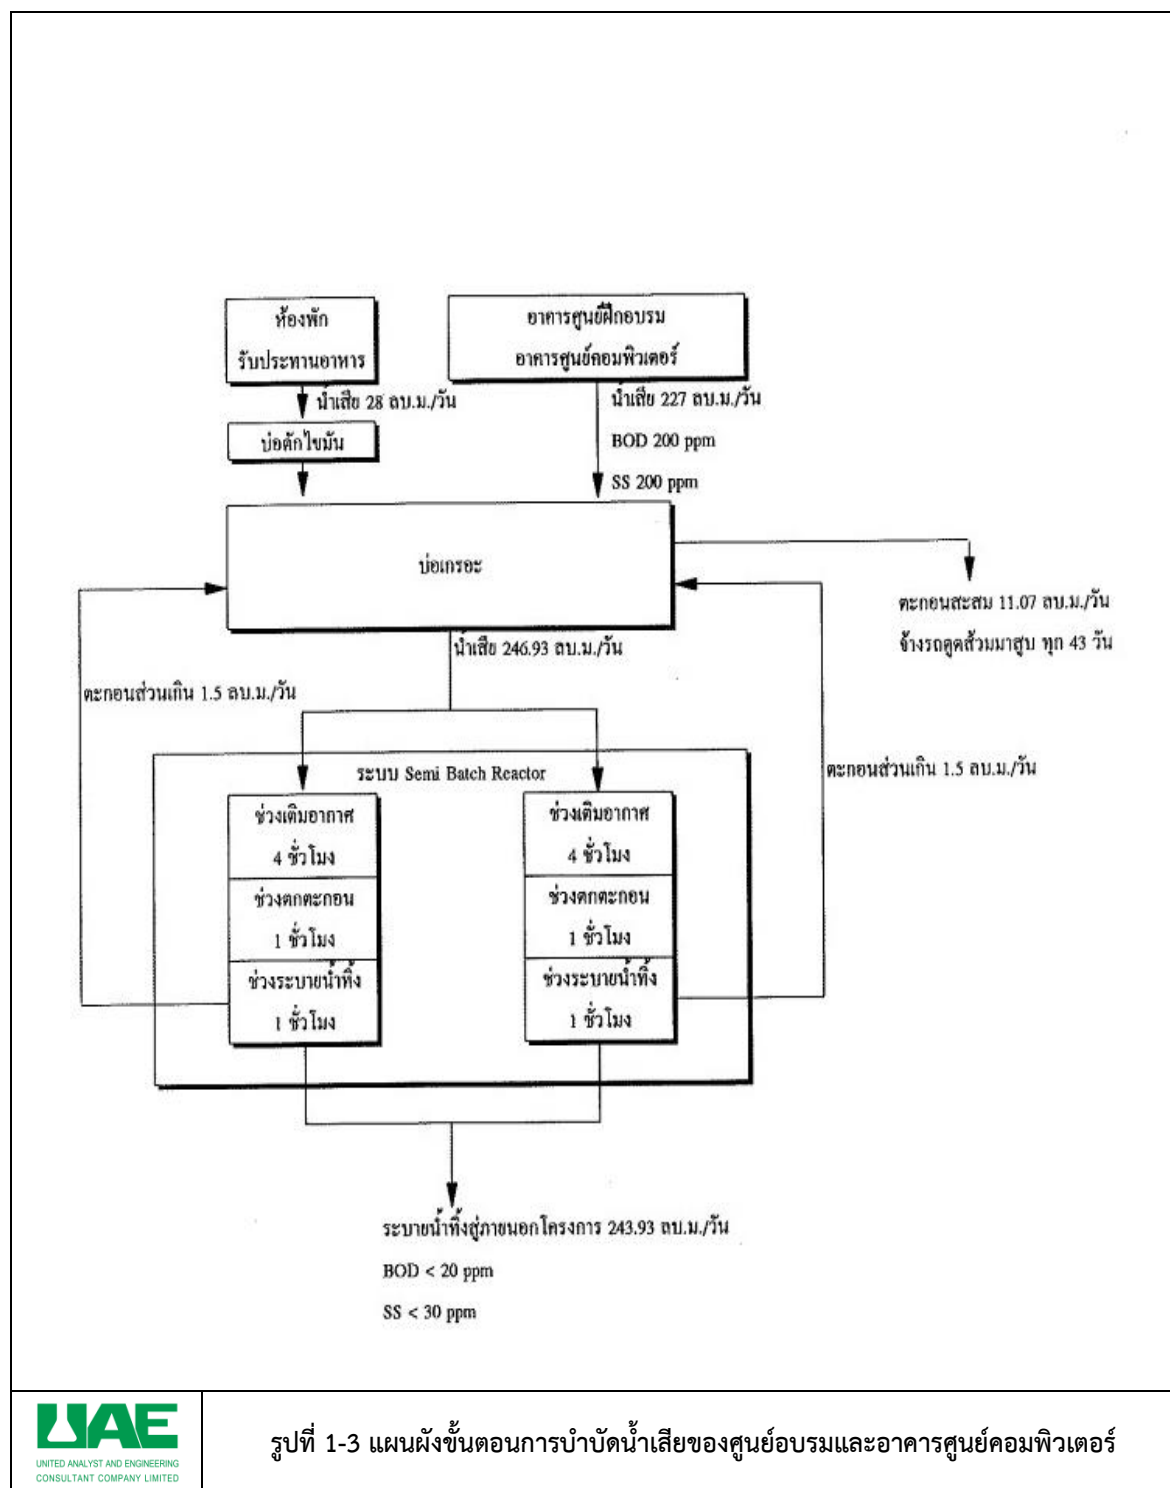 ห้องพัก
รับประทานอาหาร
อาคารศูนย์ฝึกอบรม
อาคารศูนย์คอมพิวเตอร์
น้ำเสีย 28 ลบ.ม./วัน
น้ำเสีย 227 ลบ.ม./วัน
บ่อดักไขมัน
BOD 200 ppm
SS 200 ppm
บ่อเกรอะ
ตะกอนสะสม 11.07 ลบ.ม./วัน
จ้างรถดูดส้วมมาสูบ ทุก 43 วัน
น้ำเสีย 246.93 ลบ.ม./วัน
ตะกอนส่วนเกิน 1.5 ลบ.ม./วัน
ตะกอนส่วนเกิน 1.5 ลบ.ม./วัน
ระบบ Semi Batch Reactor
ช่วงเติมอากาศ
4 ชั่วโมง
ช่วงตกตะกอน
1 ชั่วโมง
ช่วงระบายน้ำทิ้ง
1 ชั่วโมง
ช่วงเติมอากาศ
4 ชั่วโมง
ช่วงตกตะกอน
1 ชั่วโมง
ช่วงระบายน้ำทิ้ง
1 ชั่วโมง
ระบายน้ำทิ้งสู่ภายนอกโครงการ 243.93 ลบ.ม./วัน
BOD < 20 ppm
SS < 30 ppm
UAE
UNITED ANALYST AND ENGINEERING
CONSULTANT COMPANY LIMITED
รูปที่ 1-3 แผนผังขั้นตอนการบำบัดน้ำเสียของศูนย์อบรมและอาคารศูนย์คอมพิวเตอร์